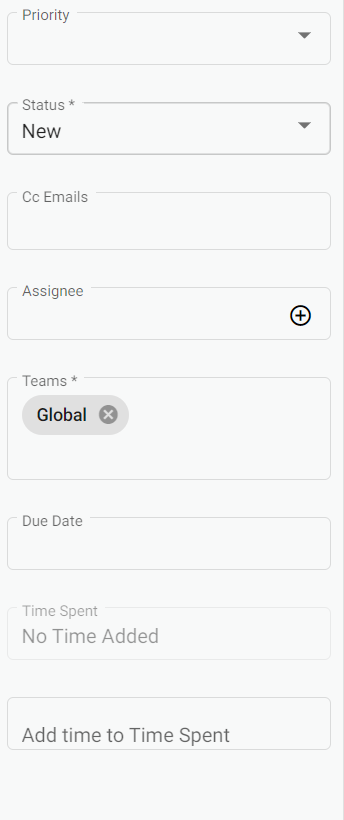 Priority
Status *
New
Cc Emails
Assignee
Teams *
Global
Due Date
Time Spent
No Time Added
Add time to Time Spent